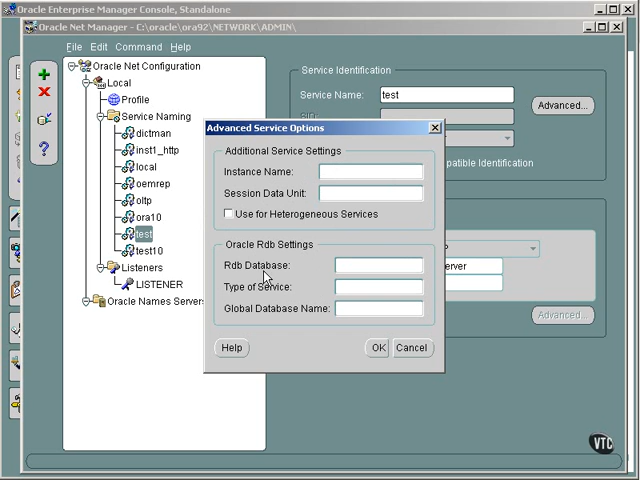 Oracle Enterprise Manager Console, Standalone
Oracle Net Manager - C:\oracle\ora92\NETWORK\ADMIN\
File Edit Command Help
Oracle Net Configuration
Local
Profile
Service Naming
dictman
inst1_http
local
oemrep
oltp
ora10
test
test10
Listeners
LISTENER
Oracle Names Servers
Service Identification
Service Name: test
Advanced...
SID:
patible Identification
erver
Advanced...
Advanced Service Options
Additional Service Settings
Instance Name:
Session Data Unit:
Use for Heterogeneous Services
Oracle Rdb Settings
Rdb Database:
Type of Service:
Global Database Name:
Help OK Cancel
VTC